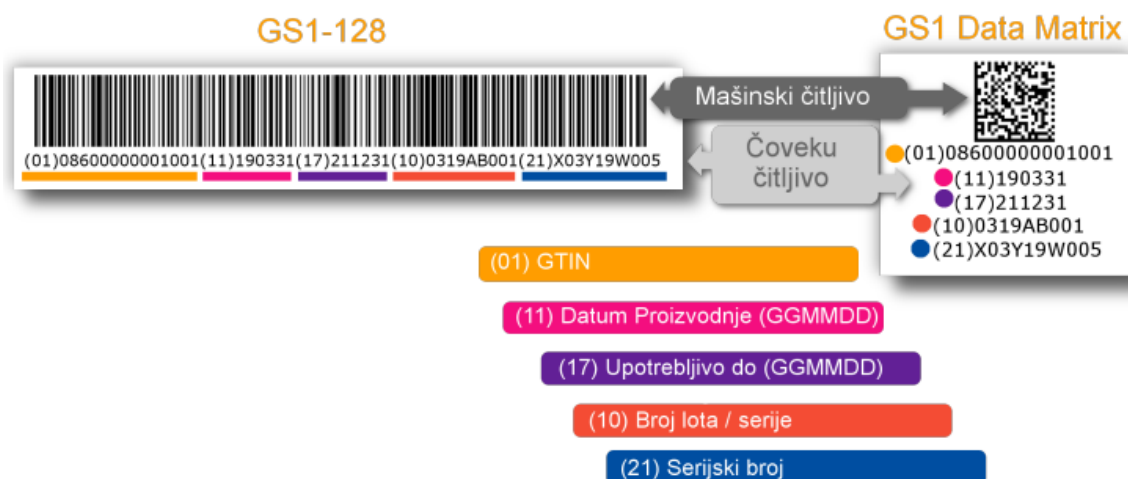 GS1-128
GS1 Data Matrix
Mašinski čitljivo
(01)08600000001001(11)190331(17)211231(10)0319AB001(21)X03Y19W005
Čoveku
čitljivo
(01)08600000001001
(11)190331
(17)211231
(10)0319AB001
(21)X03Y19W005
(01) GTIN
(11) Datum Proizvodnje (GGMMDD)
(17) Upotrebljivo do (GGMMDD)
(10) Broj lota / serije
(21) Serijski broj